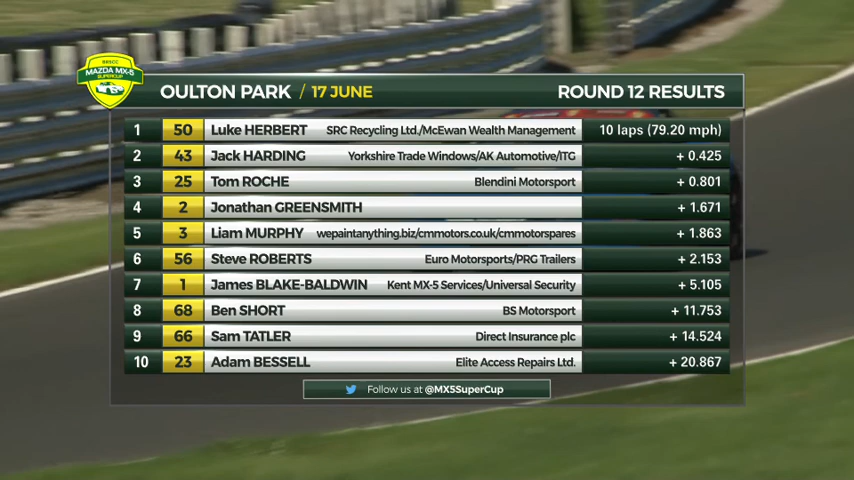 BRSCC
MAZDA MX-5
SUPERCUP
OULTON PARK / 17 JUNE ROUND 12 RESULTS
1 50 Luke HERBERT SRC Recycling Ltd./McEwan Wealth Management 10 laps (79.20 mph)
2 43 Jack HARDING Yorkshire Trade Windows/AK Automotive/ITG + 0.425
3 25 Tom ROCHE Blendini Motorsport + 0.801
4 2 Jonathan GREENSMITH + 1.671
5 3 Liam MURPHY wepaintanything.biz/cmmotors.co.uk/cmmotorspares + 1.863
6 56 Steve ROBERTS Euro Motorsports/PRG Trailers + 2.153
7 1 James BLAKE-BALDWIN Kent MX-5 Services/Universal Security + 5.105
8 68 Ben SHORT BS Motorsport + 11.753
9 66 Sam TATLER Direct Insurance plc + 14.524
10 23 Adam BESSELL Elite Access Repairs Ltd. + 20.867
Follow us at @MX5SuperCup